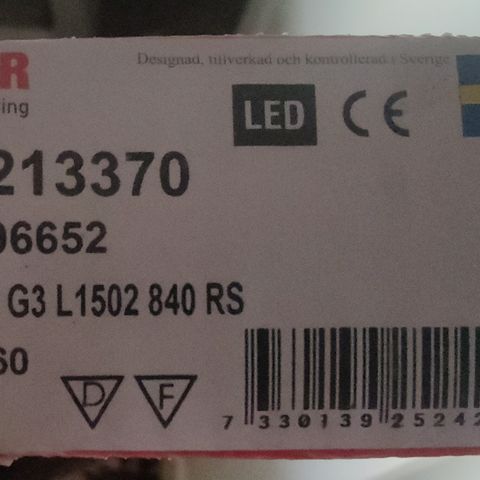 R Designad, tillverkad och kontrollerad i Sverige
ing
LED CE
213370
06652
G3 L1502 840 RS
60
D F
7 330139 25242